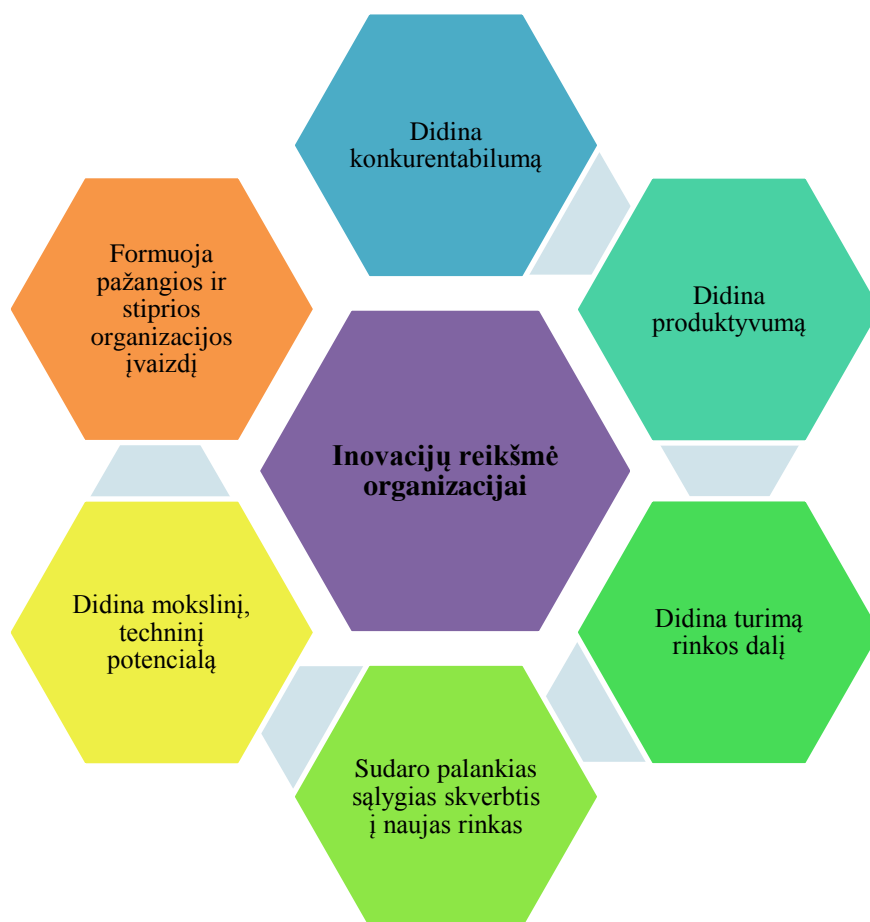 Didina
konkurentabilumą
Didina
produktyvumą
Didina turimą
rinkos dalį
Sudaro palankias
sąlygias skverbtis
į naujas rinkas
Didina mokslinį,
techninį
potencialą
Formuoja
pažangios ir
stiprios
organizacijos
įvaizdį
Inovacijų reikšmė
organizacijai